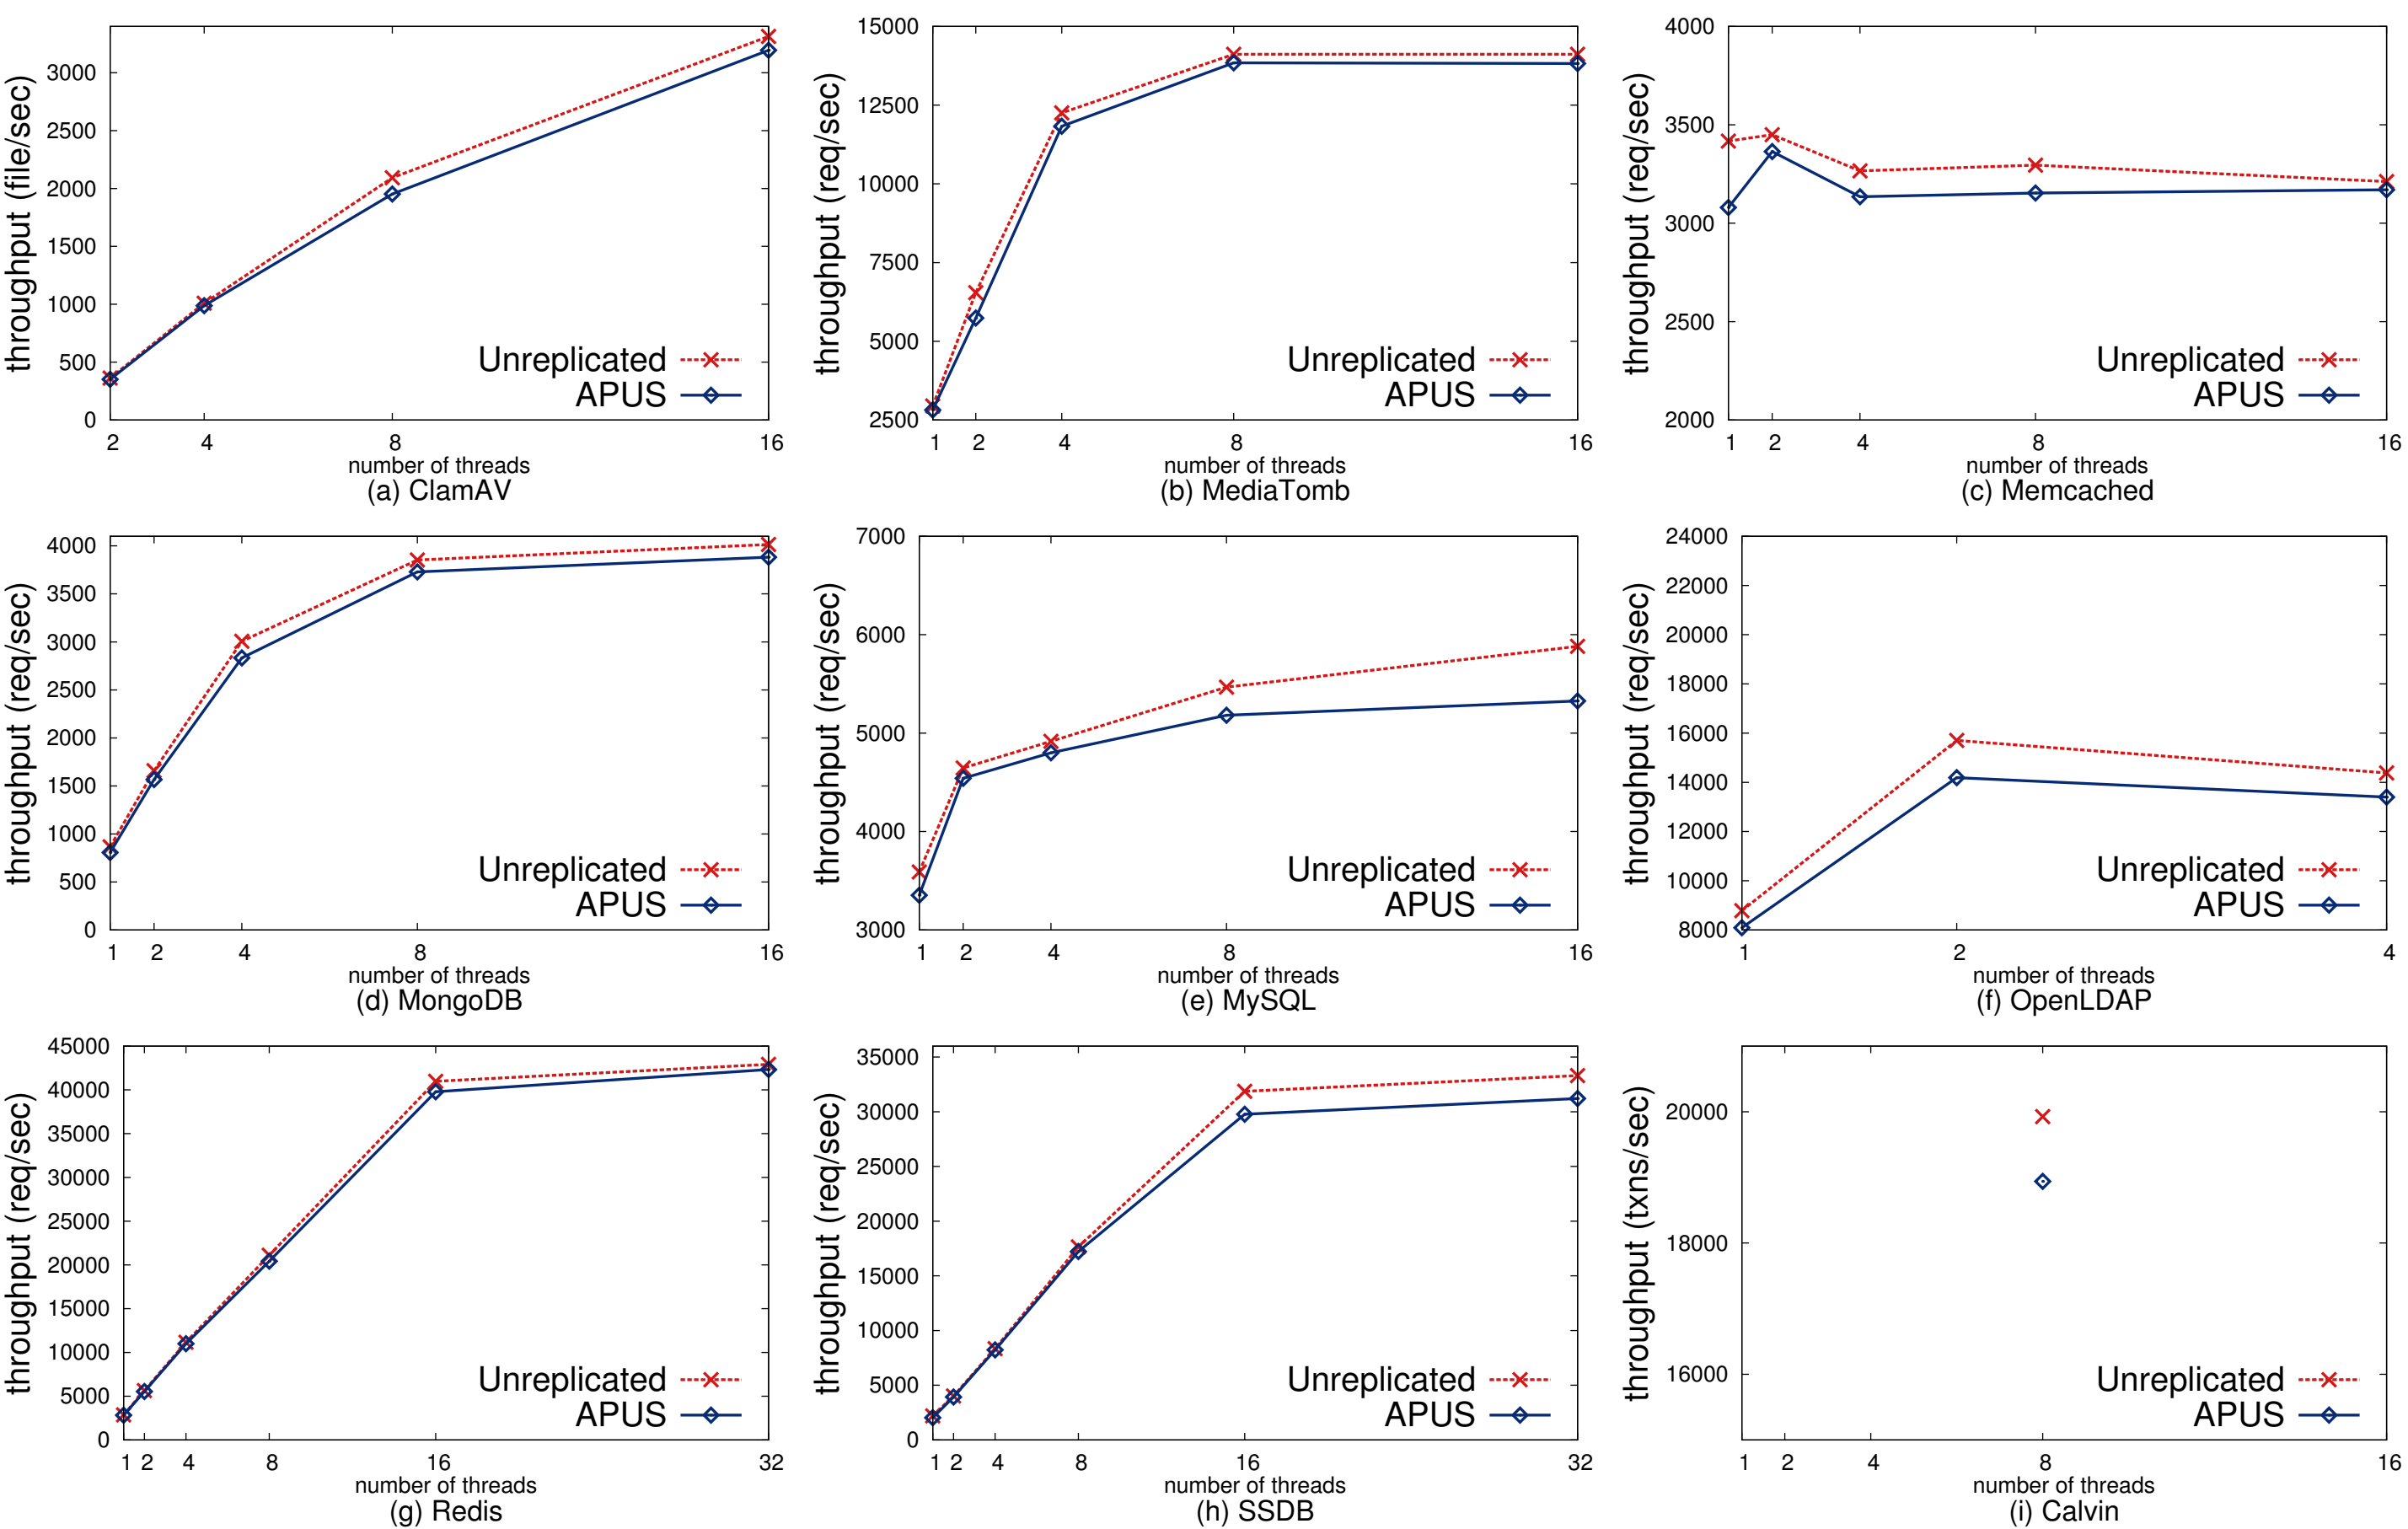 throughput (file/sec)
3000
2500
2000
1500
1000
500
0
Unreplicated
APUS
2 4 8 16
number of threads
(a) ClamAV
throughput (req/sec)
15000
12500
10000
7500
5000
2500
Unreplicated
APUS
1 2 4 8 16
number of threads
(b) MediaTomb
throughput (req/sec)
4000
3500
3000
2500
2000
Unreplicated
APUS
1 2 4 8 16
number of threads
(c) Memcached
throughput (req/sec)
4000
3500
3000
2500
2000
1500
1000
500
0
Unreplicated
APUS
1 2 4 8 16
number of threads
(d) MongoDB
throughput (req/sec)
7000
6000
5000
4000
3000
Unreplicated
APUS
1 2 4 8 16
number of threads
(e) MySQL
throughput (req/sec)
24000
22000
20000
18000
16000
14000
12000
10000
8000
Unreplicated
APUS
1 2 4
number of threads
(f) OpenLDAP
throughput (req/sec)
45000
40000
35000
30000
25000
20000
15000
10000
5000
0
Unreplicated
APUS
1 2 4 8 16 32
number of threads
(g) Redis
throughput (req/sec)
35000
30000
25000
20000
15000
10000
5000
0
Unreplicated
APUS
1 2 4 8 16 32
number of threads
(h) SSDB
throughput (txns/sec)
20000
18000
16000
Unreplicated
APUS
1 2 4 8 16
number of threads
(i) Calvin